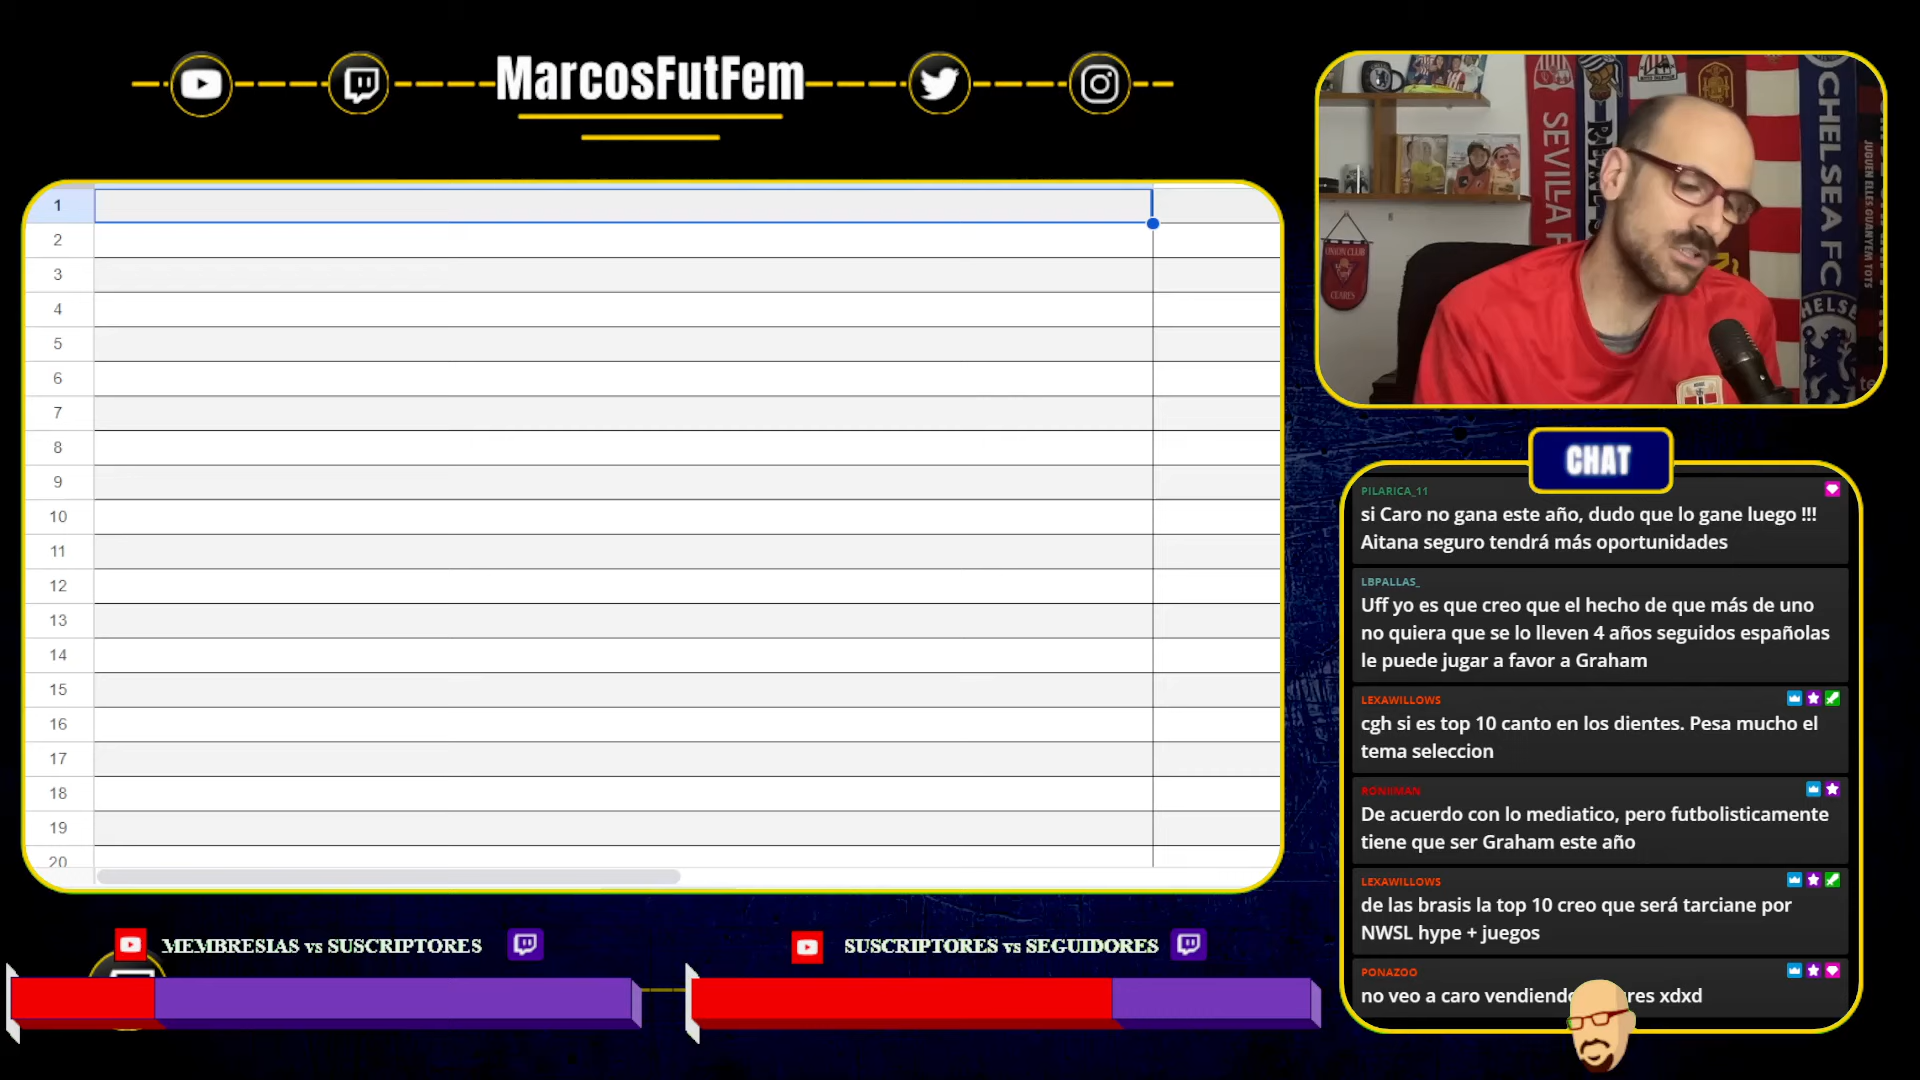 MarcosFutFem
1
2
3
4
5
6
7
8
9
10
11
12
13
14
15
16
17
18
19
20
SEVILLA F
CHELSEA FC
CHELSE
UNION CLUB
CEARES
CHAT
PILARICA_11
si Caro no gana este año, dudo que lo gane luego !!!
Aitana seguro tendrá más oportunidades
LBPALLAS_
Uff yo es que creo que el hecho de que más de uno
no quiera que se lo lleven 4 años seguidos españolas
le puede jugar a favor a Graham
LEXAWILLOWS
cgh si es top 10 canto en los dientes. Pesa mucho el
tema seleccion
RONIIMAN
De acuerdo con lo mediatico, pero futbolisticamente
tiene que ser Graham este año
LEXAWILLOWS
de las brasis la top 10 creo que será tarciane por
NWSL hype + juegos
PONAZOO
no veo a caro vendiendo res xdxd
MEMBRESIAS vs SUSCRIPTORES
SUSCRIPTORES vs SEGUIDORES